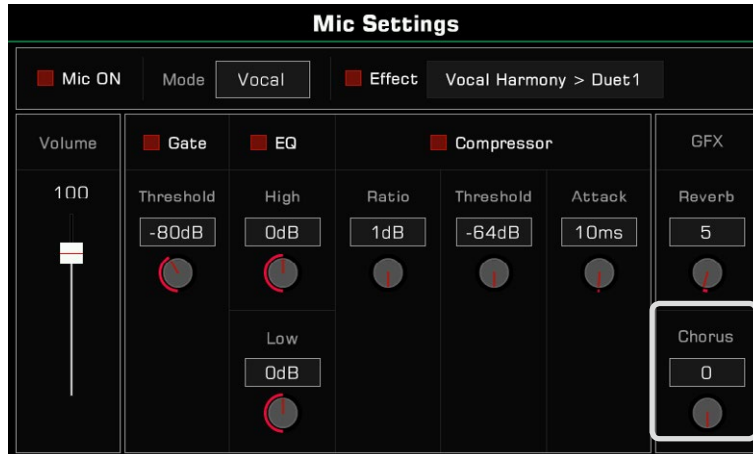 Mic Settings
Mic ON Mode Vocal Effect Vocal Harmony > Duet1
Volume Gate EQ Compressor GFX
100 Threshold High Ratio Threshold Attack Reverb
-80dB 0dB 1dB -64dB 10ms 5
Low Chorus
0dB 0